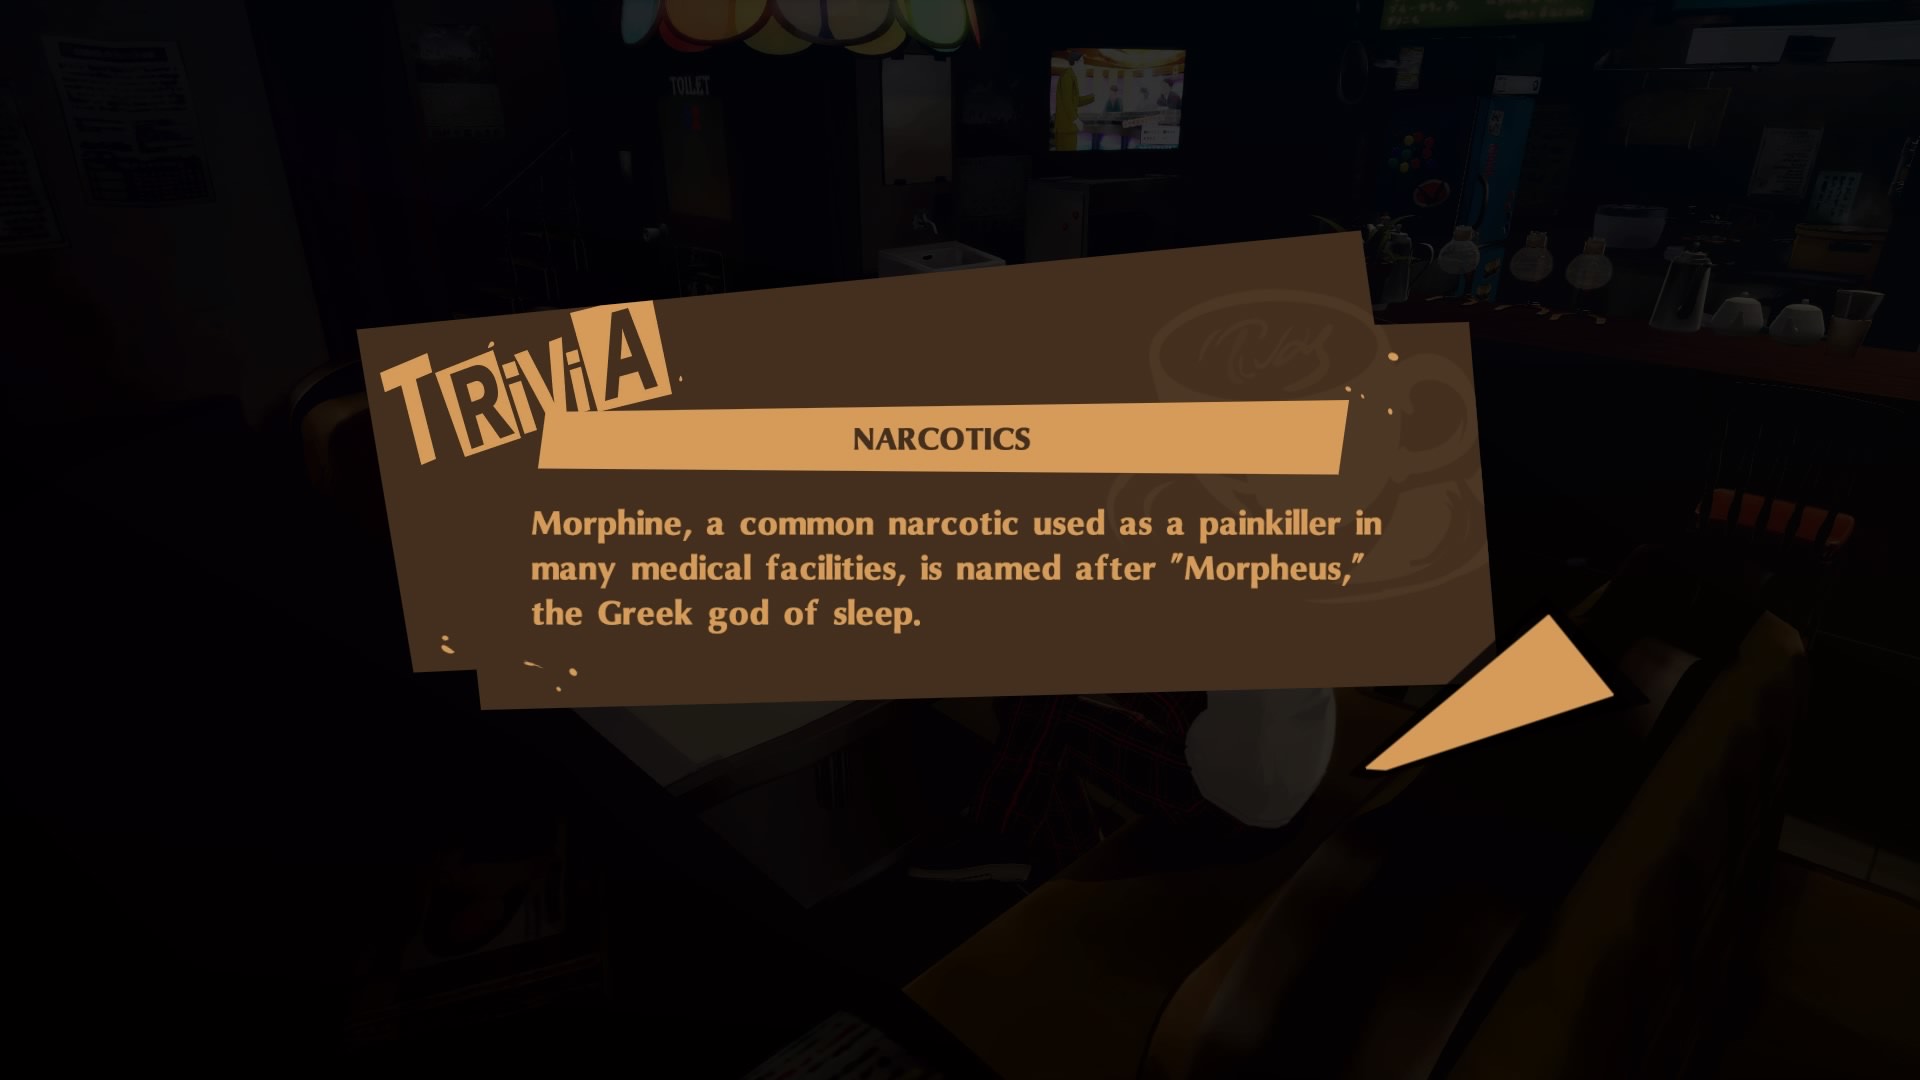 TOILET
TRiViA
NARCOTICS
Morphine, a common narcotic used as a painkiller in
many medical facilities, is named after "Morpheus,"
the Greek god of sleep.